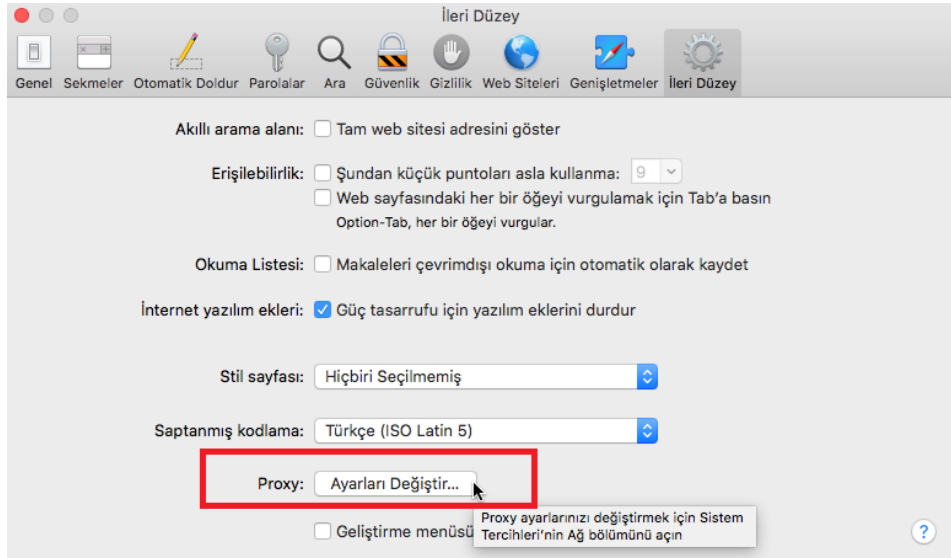 İleri Düzey
Genel Sekmeler Otomatik Doldur Parolalar Ara Güvenlik Gizlilik Web Siteleri Genişletmeler İleri Düzey
Akıllı arama alanı: Tam web sitesi adresini göster
Erişilebilirlik: Şundan küçük puntoları asla kullanma: 9
Web sayfasındaki her bir öğeyi vurgulamak için Tab'a basın
Option-Tab, her bir öğeyi vurgular.
Okuma Listesi: Makaleleri çevrimdışı okuma için otomatik olarak kaydet
İnternet yazılım ekleri: Güç tasarrufu için yazılım eklerini durdur
Stil sayfası: Hiçbiri Seçilmemiş
Saptanmış kodlama: Türkçe (ISO Latin 5)
Proxy: Ayarları Değiştir...
Geliştirme menüsü
Proxy ayarlarınızı değiştirmek için Sistem
Tercihleri'nin Ağ bölümünü açın
?